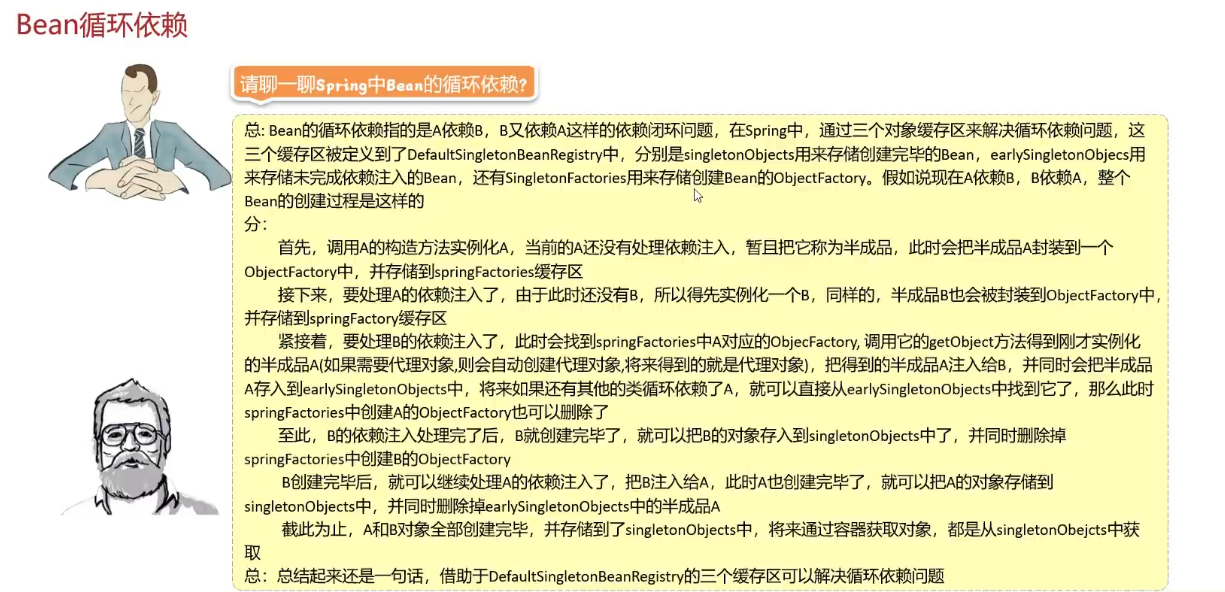 Bean循环依赖
请聊一聊Spring中Bean的循环依赖?
总: Bean的循环依赖指的是A依赖B，B又依赖A这样的依赖闭环问题，在Spring中，通过三个对象缓存区来解决循环依赖问题，这
三个缓存区被定义到了DefaultSingletonBeanRegistry中，分别是singletonObjects用来存储创建完毕的Bean，earlySingletonObjecs用
来存储未完成依赖注入的Bean，还有SingletonFactories用来存储创建Bean的ObjectFactory。假如说现在A依赖B，B依赖A，整个
Bean的创建过程是这样的
分：
首先，调用A的构造方法实例化A，当前的A还没有处理依赖注入，暂且把它称为半成品，此时会把半成品A封装到一个
ObjectFactory中，并存储到springFactories缓存区
接下来，要处理A的依赖注入了，由于此时还没有B，所以得先实例化一个B，同样的，半成品B也会被封装到ObjectFactory中，
并存储到springFactory缓存区
紧接着，要处理B的依赖注入了，此时会找到springFactories中A对应的ObjecFactory, 调用它的getObject方法得到刚才实例化
的半成品A(如果需要代理对象,则会自动创建代理对象,将来得到的就是代理对象)，把得到的半成品A注入给B，并同时会把半成品
A存入到earlySingletonObjects中，将来如果还有其他的类循环依赖了A，就可以直接从earlySingletonObjects中找到它了，那么此时
springFactories中创建A的ObjectFactory也可以删除了
至此，B的依赖注入处理完了后，B就创建完毕了，就可以把B的对象存入到singletonObjects中了，并同时删除掉
springFactories中创建B的ObjectFactory
B创建完毕后，就可以继续处理A的依赖注入了，把B注入给A，此时A也创建完毕了，就可以把A的对象存储到
singletonObjects中，并同时删除掉earlySingletonObjects中的半成品A
截此为止，A和B对象全部创建完毕，并存储到了singletonObjects中，将来通过容器获取对象，都是从singletonObejcts中获
取
总：总结起来还是一句话，借助于DefaultSingletonBeanRegistry的三个缓存区可以解决循环依赖问题